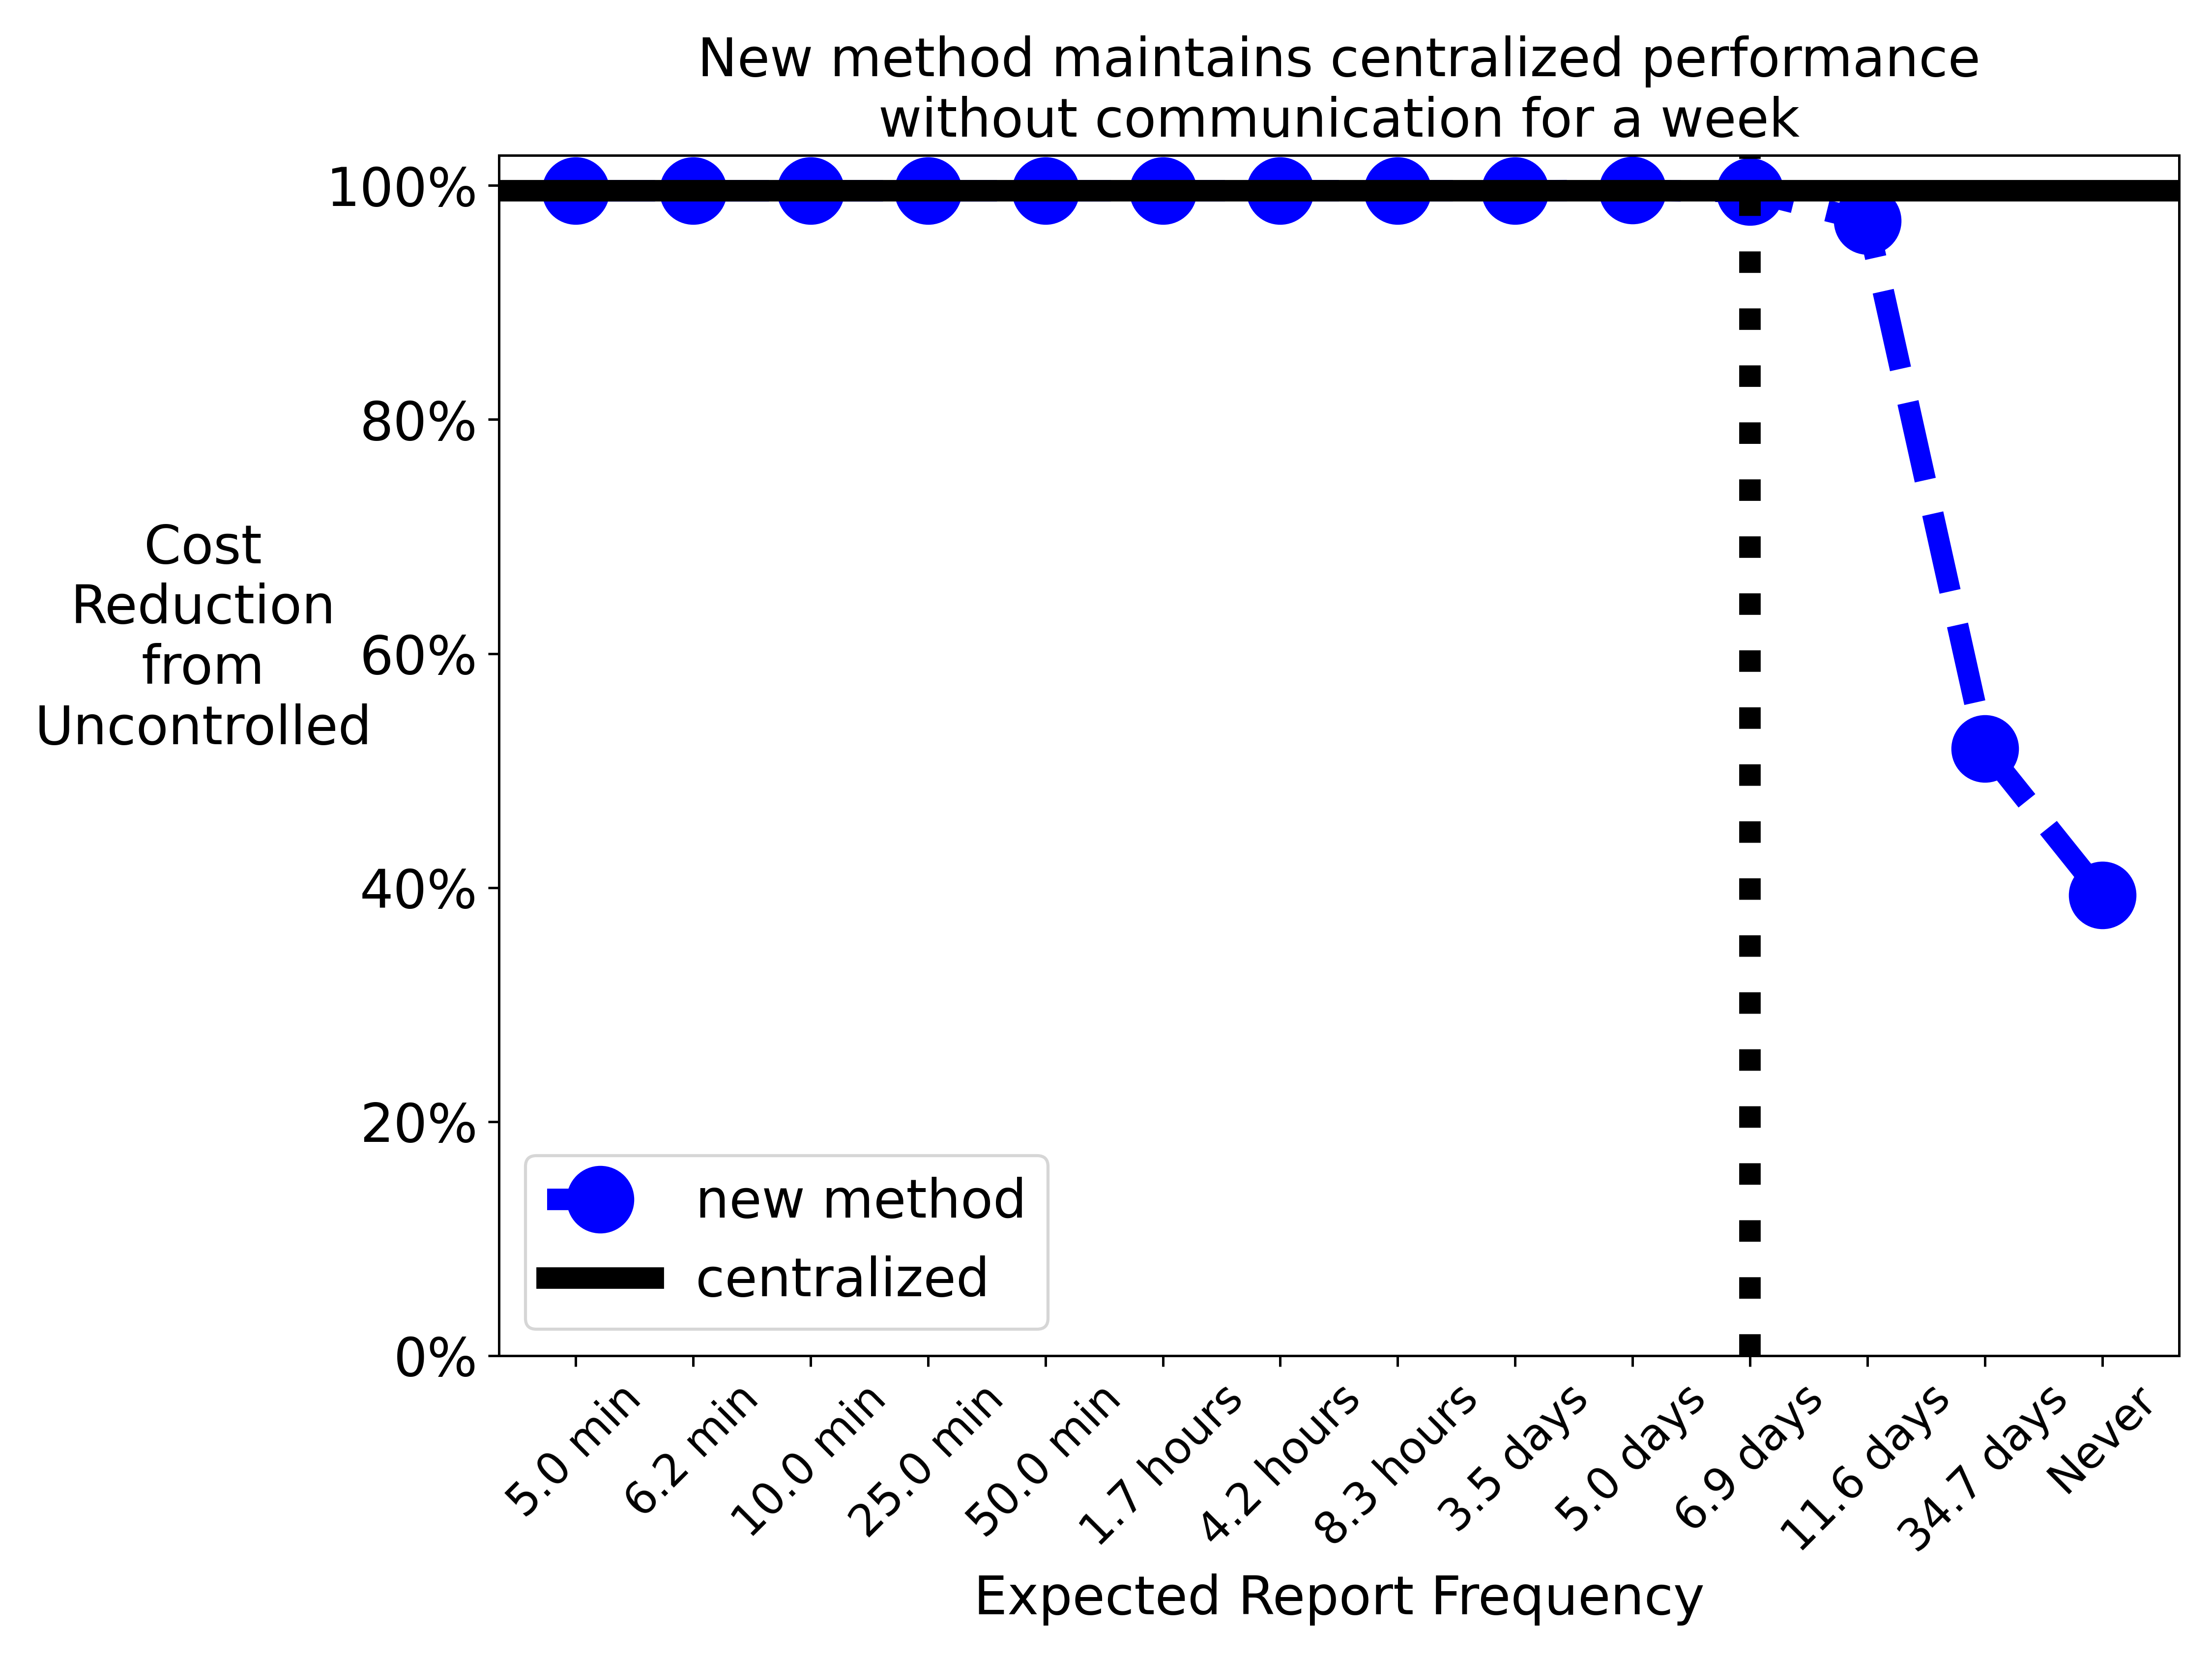 New method maintains centralized performance
without communication for a week
100%
80%
60%
40%
20%
0%
Cost
Reduction
from
Uncontrolled
new method
centralized
5.0 min
6.2 min
10.0 min
25.0 min
50.0 min
1.7 hours
4.2 hours
8.3 hours
3.5 days
5.0 days
6.9 days
11.6 days
34.7 days
Never
Expected Report Frequency